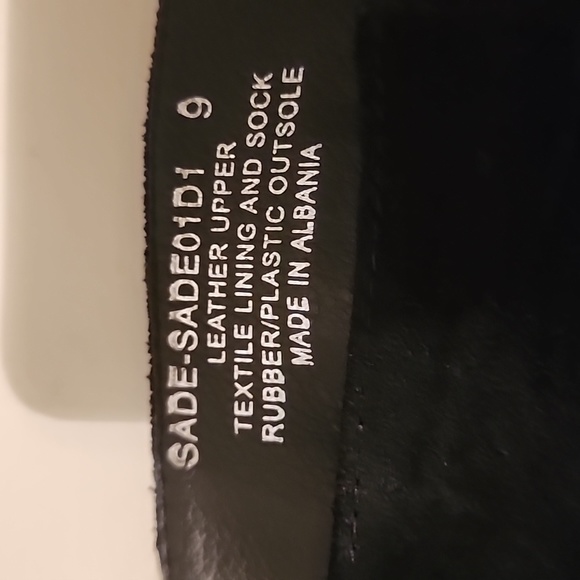 SADE-SADE01D1 9
LEATHER UPPER
TEXTILE LINING AND SOCK
RUBBER/PLASTIC OUTSOLE
MADE IN ALBANIA